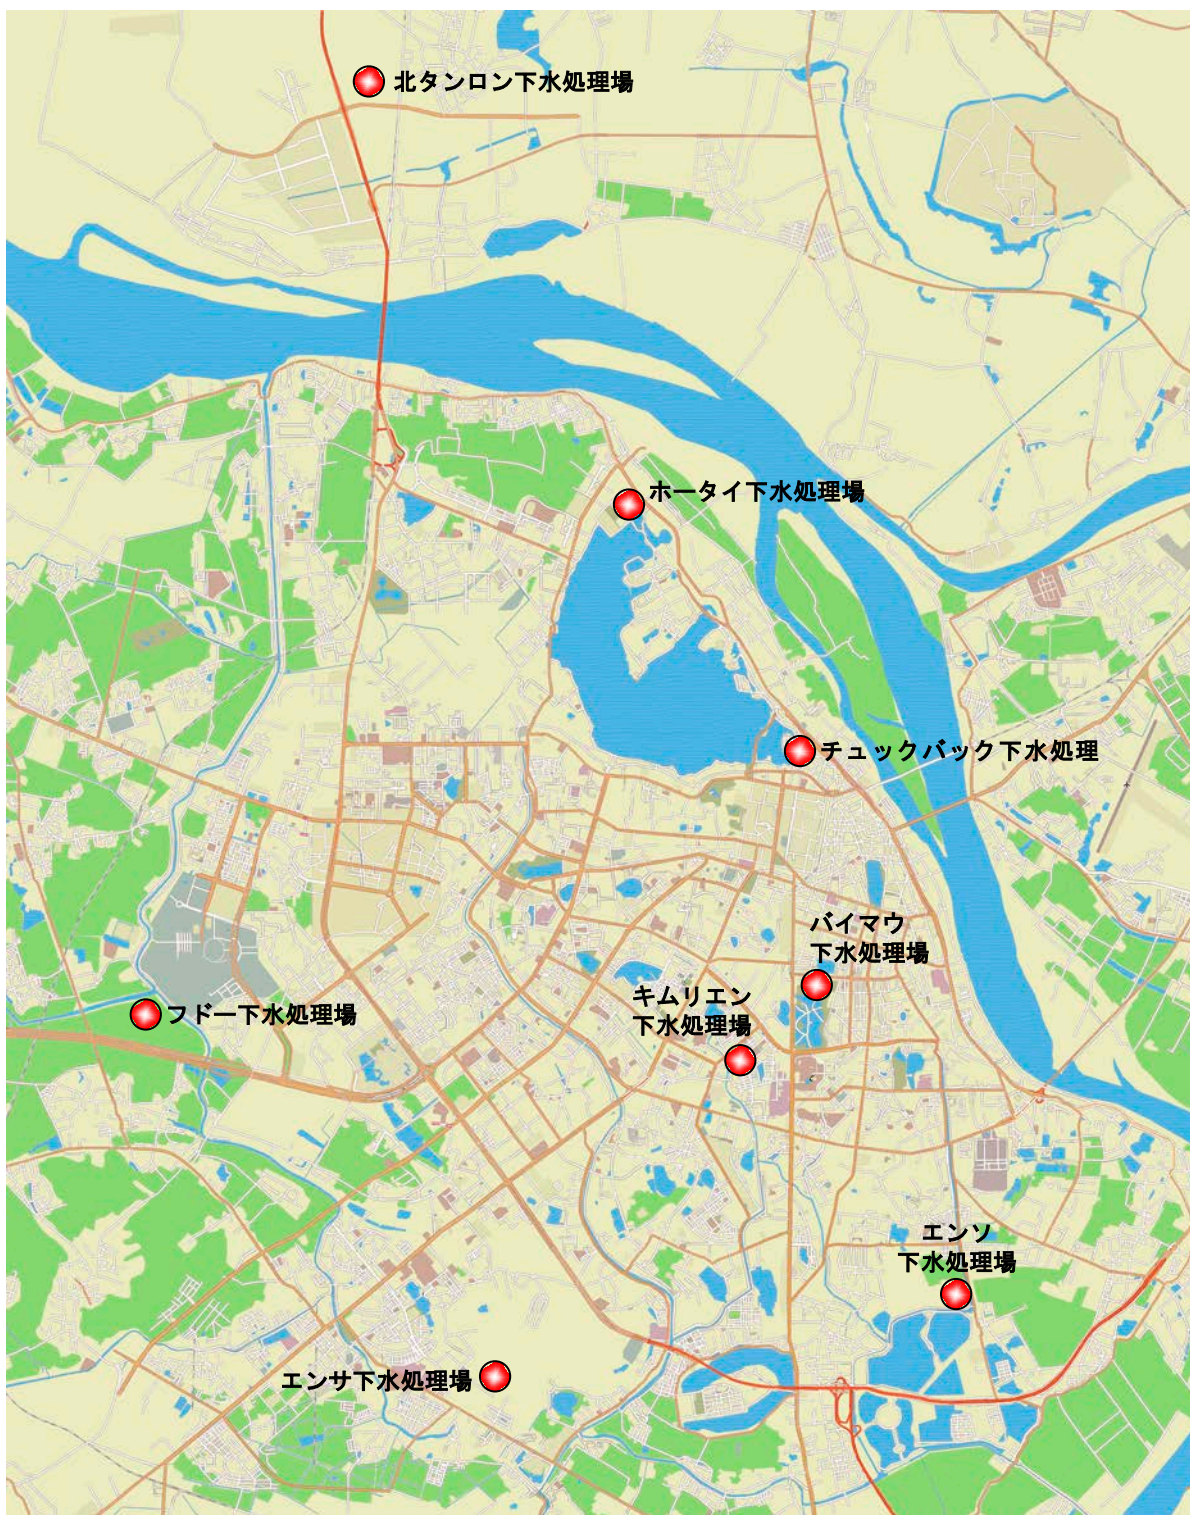 北タンロン下水処理場
ホータイ下水処理場
チュックバック下水処理
バイマウ
下水処理場
キムリエン
下水処理場
フドー下水処理場
エンソ
下水処理場
エンサ下水処理場